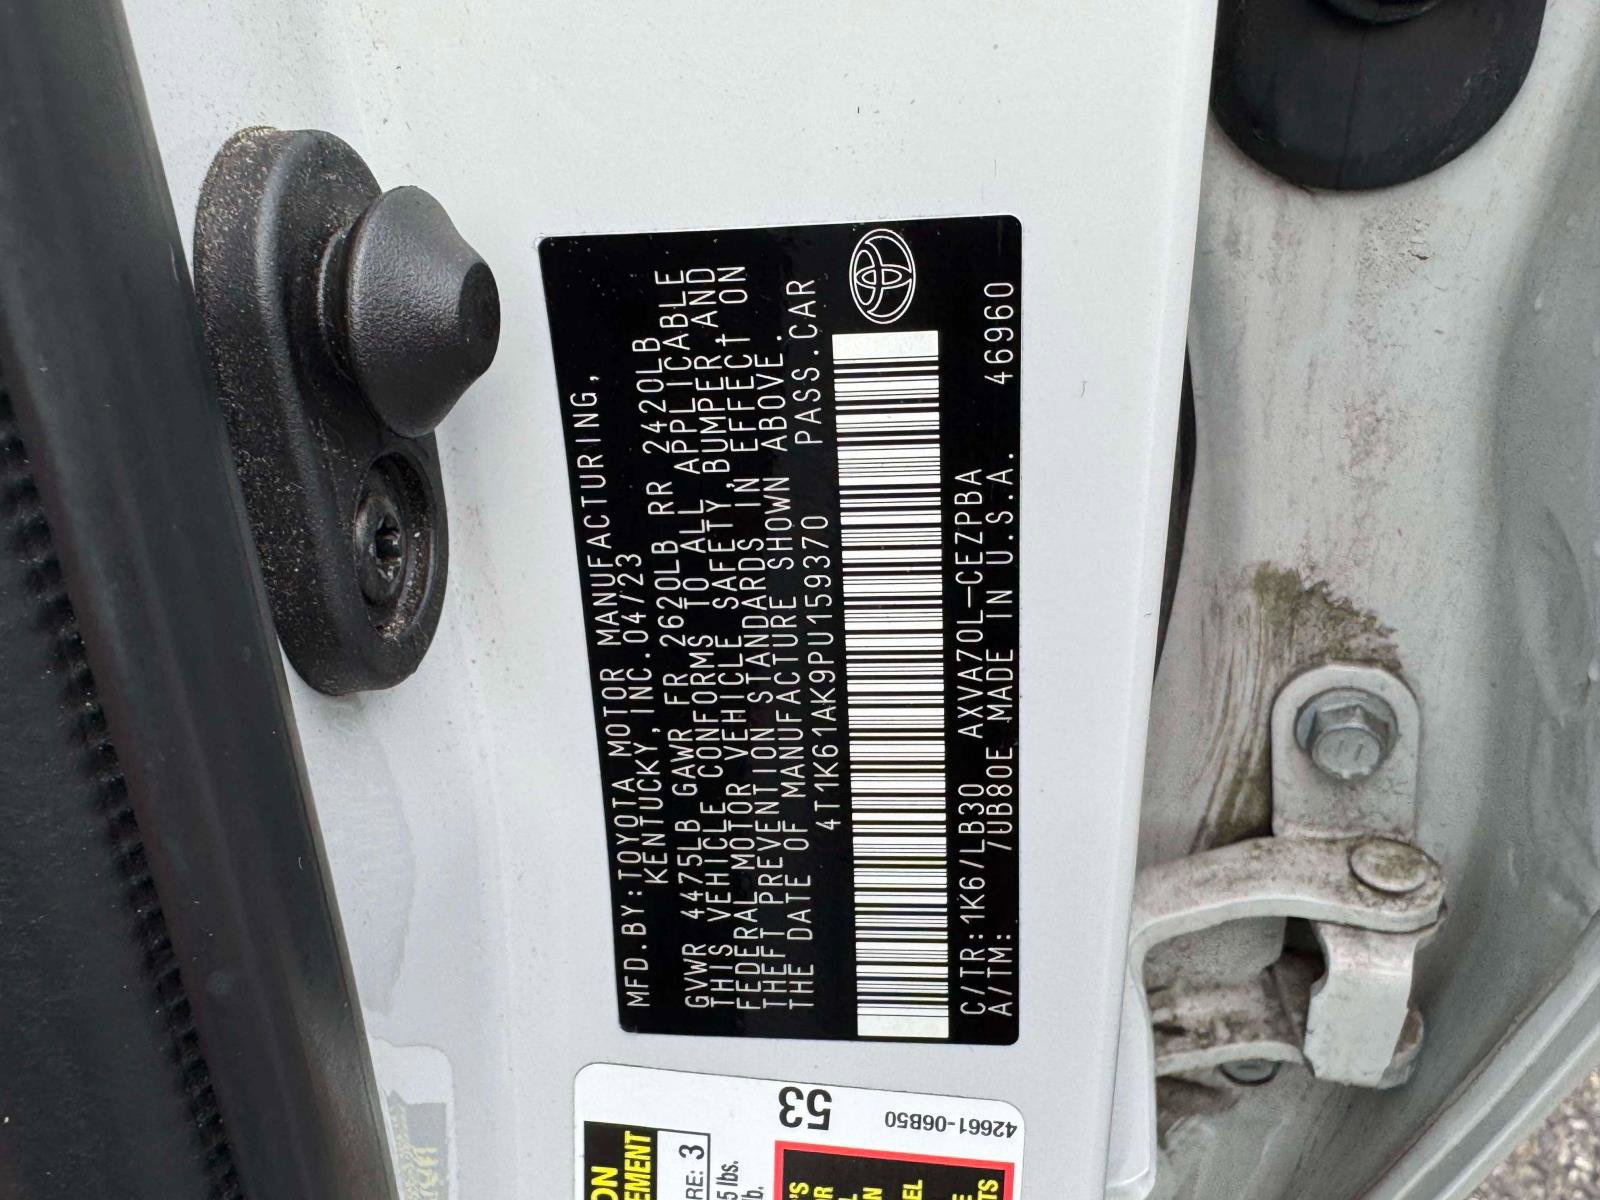 MFD.BY:TOYOTA MOTOR MANUFACTURING,
KENTUCKY, INC. 04/23
GVWR 4475LB GAWR FR 2620LB RR 2420LB
THIS VEHICLE CONFORMS TO ALL APPLICABLE
FEDERAL MOTOR VEHICLE SAFETY, BUMPER, AND
THEFT PREVENTION STANDARDS IN EFFECT ON
THE DATE OF MANUFACTURE SHOWN ABOVE.
4T1K61AK9PU159370 PASS.CAR
C/TR:1K6/LB30 AXVA70L-CEZPBA 46960
A/TM: /UB80E MADE IN U.S.A.
53
42661-06B50